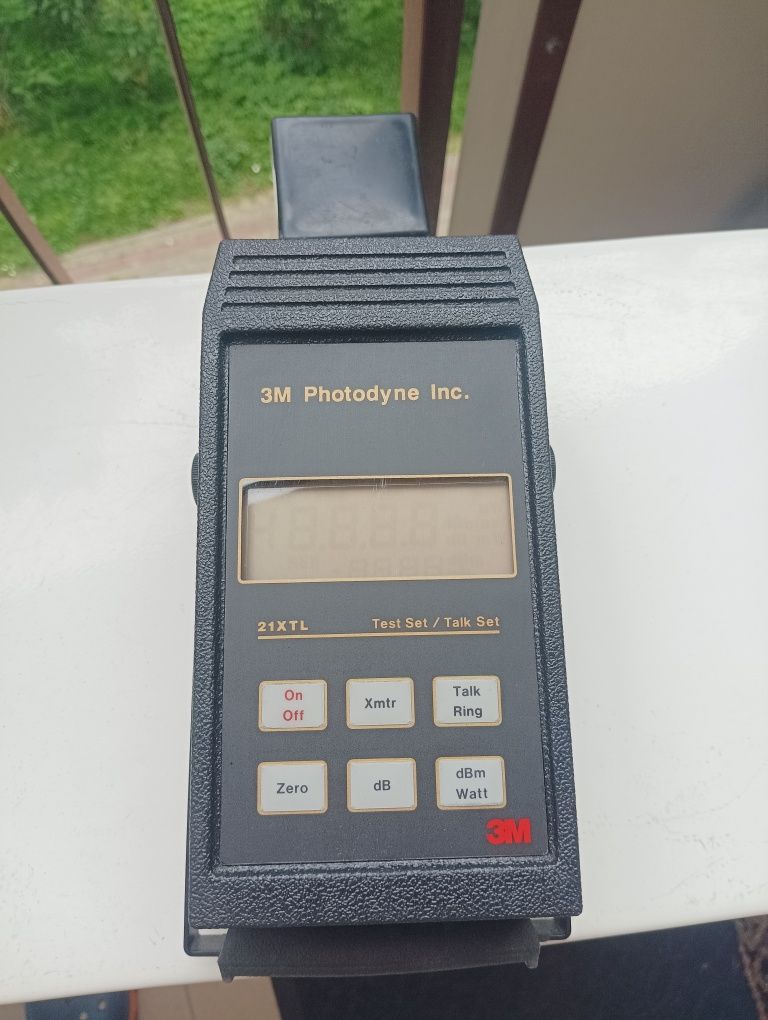 3M Photodyne Inc.
21XTL Test Set / Talk Set
On
Off
Xmtr
Talk
Ring
Zero
dB
dBm
Watt
3M